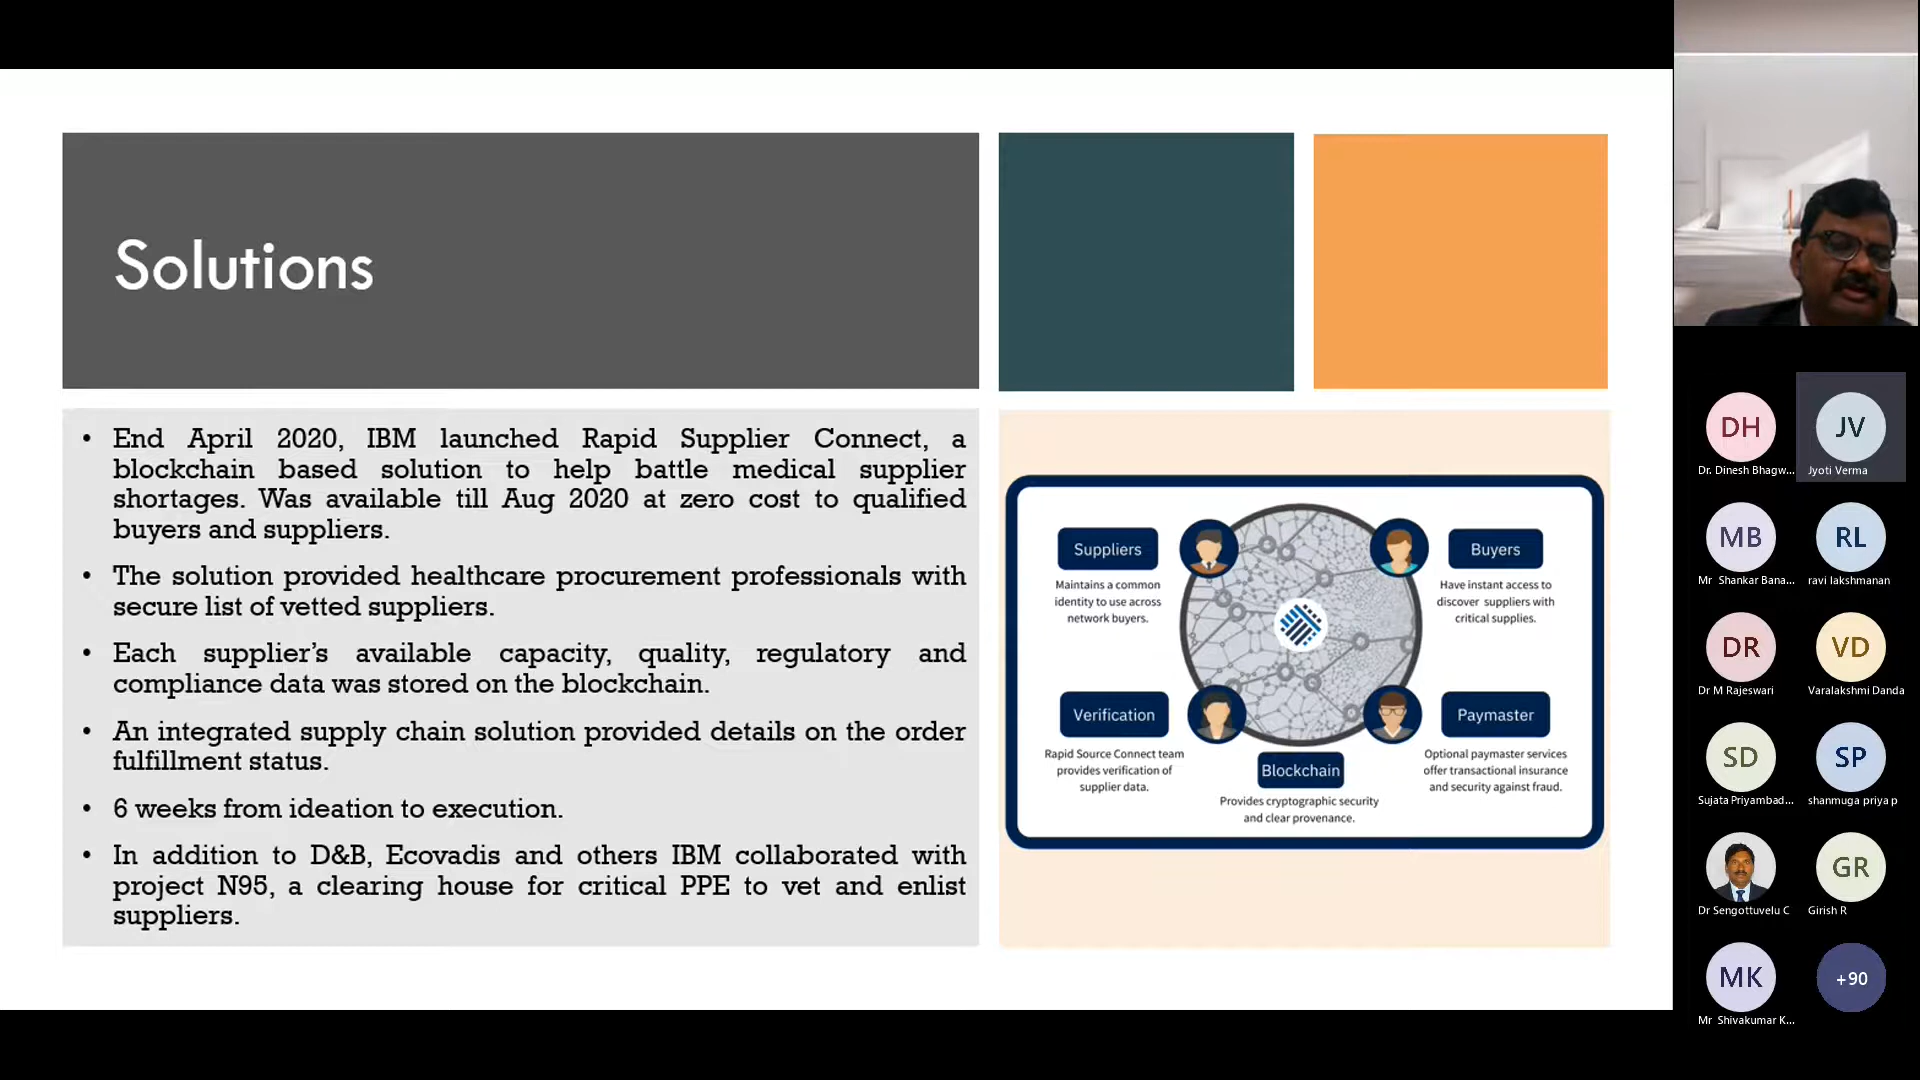 Solutions
• End April 2020, IBM launched Rapid Supplier Connect, a
blockchain based solution to help battle medical supplier
shortages. Was available till Aug 2020 at zero cost to qualified
buyers and suppliers.
• The solution provided healthcare procurement professionals with
secure list of vetted suppliers.
• Each supplier’s available capacity, quality, regulatory and
compliance data was stored on the blockchain.
• An integrated supply chain solution provided details on the order
fulfillment status.
• 6 weeks from ideation to execution.
• In addition to D&B, Ecovadis and others IBM collaborated with
project N95, a clearing house for critical PPE to vet and enlist
suppliers.
Suppliers
Maintains a common
identity to use across
network buyers.
Buyers
Have instant access to
discover suppliers with
critical supplies.
Verification
Rapid Source Connect team
provides verification of
supplier data.
Blockchain
Provides cryptographic security
and clear provenance.
Paymaster
Optional paymaster services
offer transactional insurance
and security against fraud.
DH
Dr. Dinesh Bhagw...
JV
Jyoti Verma
MB
Mr Shankar Bana...
RL
ravi lakshmanan
DR
Dr M Rajeswari
VD
Varalakshmi Danda
SD
Sujata Priyambad...
SP
shanmuga priya p
Dr Sengottuvelu C
GR
Girish R
MK
Mr Shivakumar K...
+90